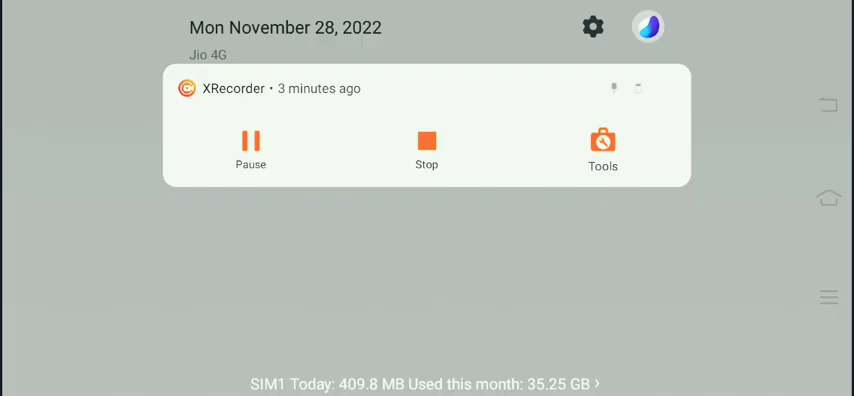 Mon November 28, 2022
Jio 4G
XRecorder • 3 minutes ago
Pause Stop Tools
SIM1 Today: 409.8 MB Used this month: 35.25 GB ›